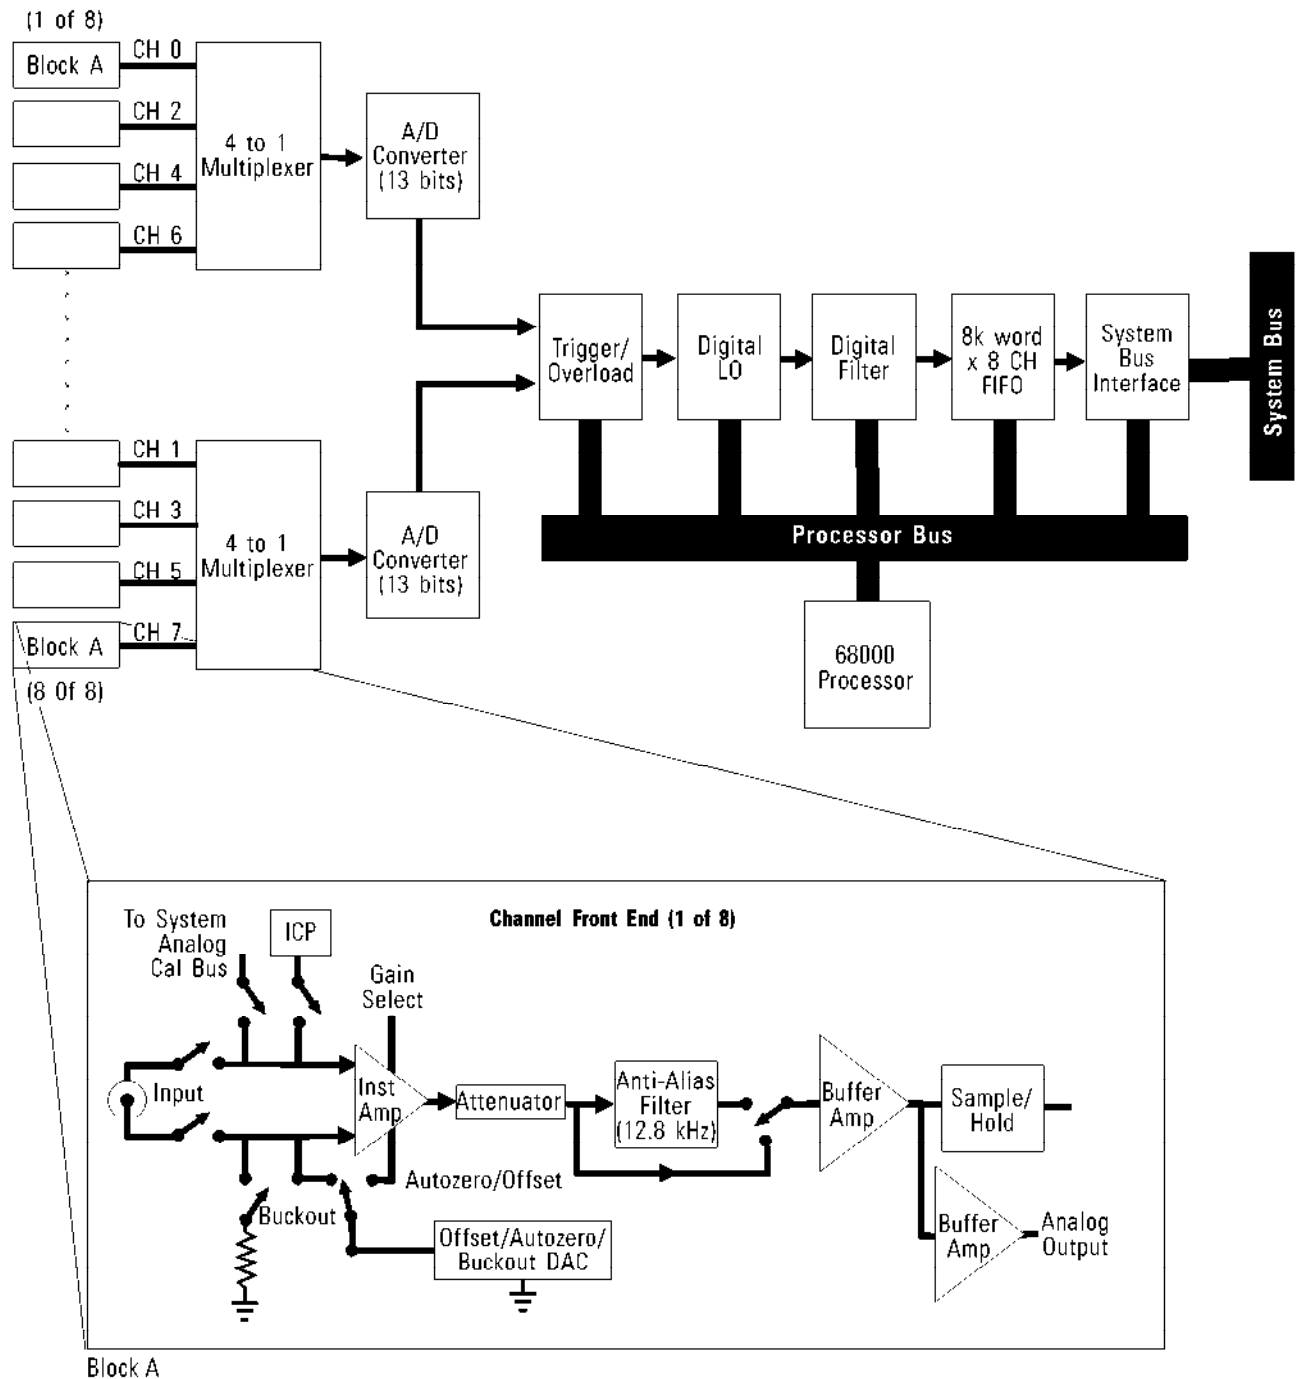 (1 of 8)
Block A
CH 0
CH 2
CH 4
CH 6
4 to 1
Multiplexer
A/D
Converter
(13 bits)
Trigger/
Overload
Digital
LO
Digital
Filter
8k word
x 8 CH
FIFO
System
Bus
Interface
System Bus
CH 1
CH 3
CH 5
CH 7
Block A
(8 Of 8)
4 to 1
Multiplexer
A/D
Converter
(13 bits)
Processor Bus
68000
Processor
Channel Front End (1 of 8)
To System
Analog
Cal Bus
ICP
Gain
Select
Input
Inst
Amp
Attenuator
Anti-Alias
Filter
(12.8 kHz)
Buffer
Amp
Sample/
Hold
Autozero/Offset
Buckout
Offset/Autozero/
Buckout DAC
Buffer
Amp
Analog
Output
Block A